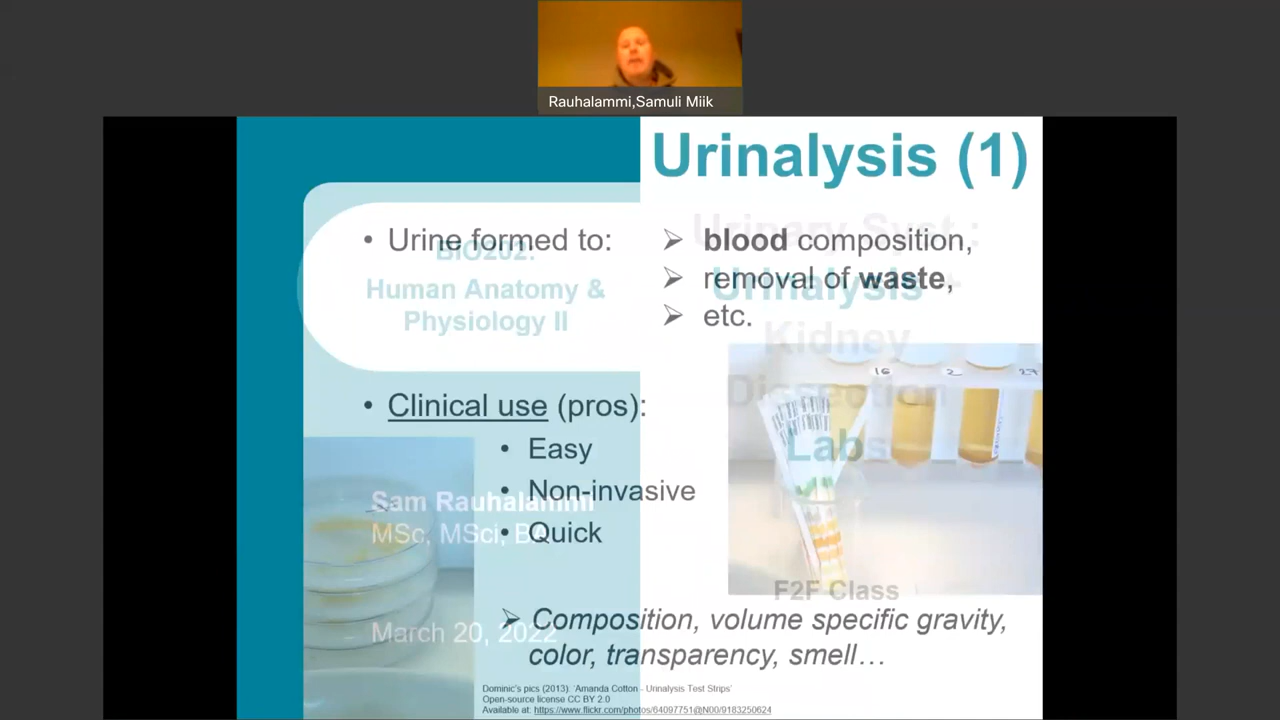 Rauhalammi,Samuli Miik
Urinalysis (1)
• Urine formed to:
➢ blood composition,
➢ removal of waste,
➢ etc.
Urinary Syst.:
Urinalysis +
Kidney
Dissection
Labs
BIO202:
Human Anatomy &
Physiology II
• Clinical use (pros):
• Easy
• Non-invasive
• Quick
Sam Rauhalammi
MSc, MSci, BA
16
2
27
F2F Class
March 20, 2022
➢ Composition, volume specific gravity,
color, transparency, smell…
Dominic's pics (2013). 'Amanda Cotton - Urinalysis Test Strips'
Open-source license CC BY 2.0
Available at: https://www.flickr.com/photos/64097751@N00/9183250624